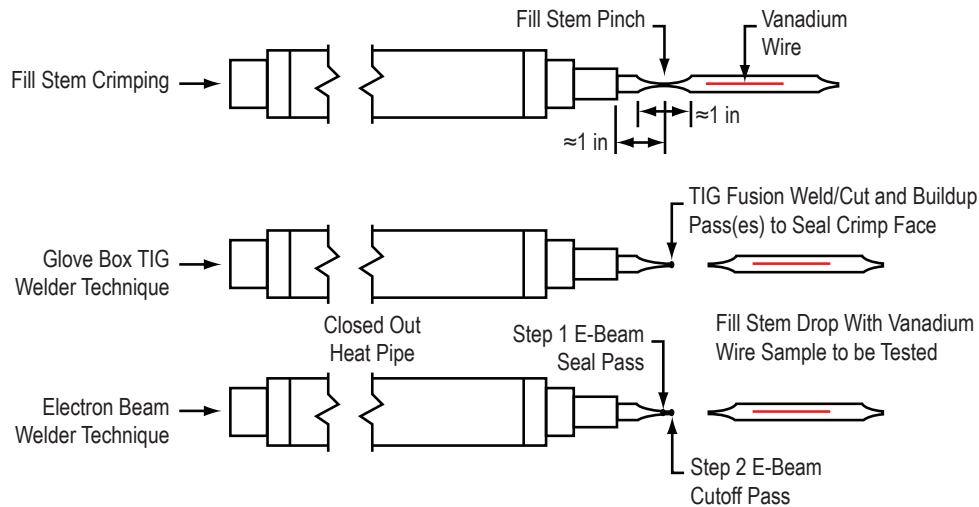 Fill Stem Pinch
Vanadium
Wire
Fill Stem Crimping
≈1 in
≈1 in
TIG Fusion Weld/Cut and Buildup
Pass(es) to Seal Crimp Face
Glove Box TIG
Welder Technique
Closed Out
Heat Pipe
Step 1 E-Beam
Seal Pass
Fill Stem Drop With Vanadium
Wire Sample to be Tested
Electron Beam
Welder Technique
Step 2 E-Beam
Cutoff Pass